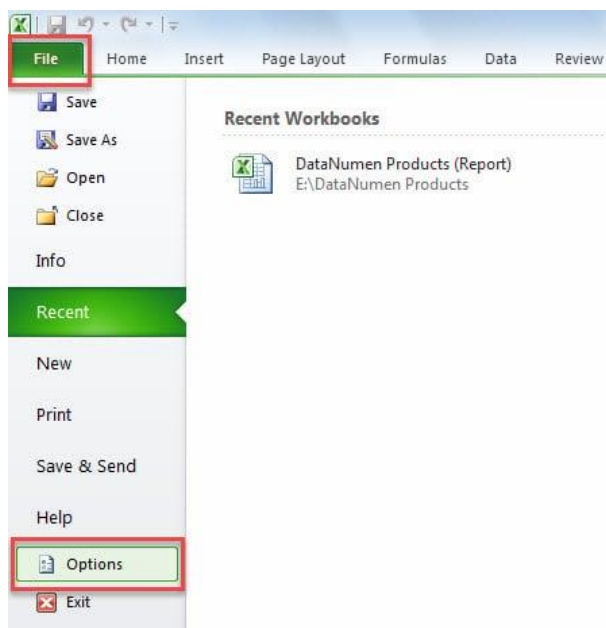 File Home Insert Page Layout Formulas Data Review
Save
Save As
Open
Close
Info
Recent
New
Print
Save & Send
Help
Options
Exit
Recent Workbooks
DataNumen Products (Report)
E:\DataNumen Products